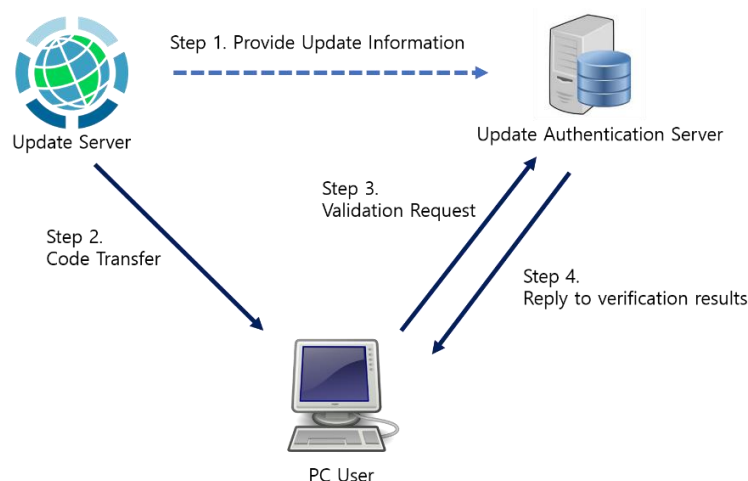 Step 1. Provide Update Information
Update Server
Update Authentication Server
Step 3.
Validation Request
Step 2.
Code Transfer
Step 4.
Reply to verification results
PC User